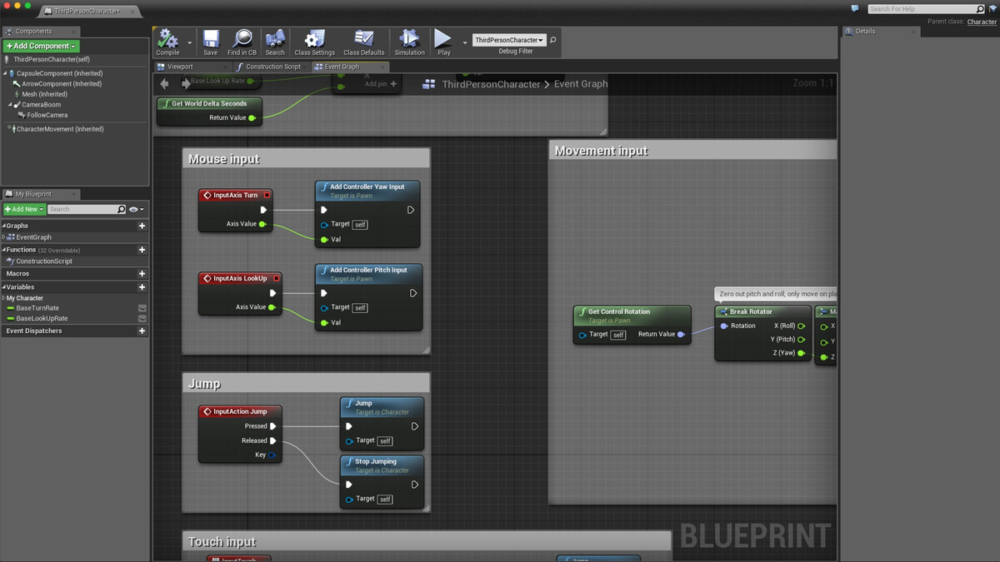 ThirdPersonCharacter*
Search For Help
Parent class: Character
Components
+Add Component
ThirdPersonCharacter(self)
CapsuleComponent (Inherited)
ArrowComponent (Inherited)
Mesh (Inherited)
CameraBoom
FollowCamera
CharacterMovement (Inherited)
My Blueprint
+Add New
Search
Graphs
EventGraph
Functions (32 Overridable)
ConstructionScript
Macros
Variables
My Character
BaseTurnRate
BaseLookUpRate
Event Dispatchers
Compile
Save
Find in CB
Search
Class Settings
Class Defaults
Simulation
Play
ThirdPersonCharacter
Debug Filter
Viewport
Construction Script
Event Graph
ThirdPersonCharacter > Event Graph
Zoom 1:1
Base Look Up Rate
Add pin +
Get World Delta Seconds
Return Value
Mouse input
InputAxis Turn
Axis Value
Add Controller Yaw Input
Target is Pawn
Target self
Val
InputAxis LookUp
Axis Value
Add Controller Pitch Input
Target is Pawn
Target self
Val
Jump
InputAction Jump
Pressed
Released
Key
Jump
Target is Character
Target self
Stop Jumping
Target is Character
Target self
Touch input
InputTouch
Jump
Movement input
Zero out pitch and roll, only move on
Get Control Rotation
Target is Pawn
Target self
Return Value
Break Rotator
Rotation
X (Roll)
Y (Pitch)
Z (Yaw)
X
Y
Z
BLUEPRINT
Details